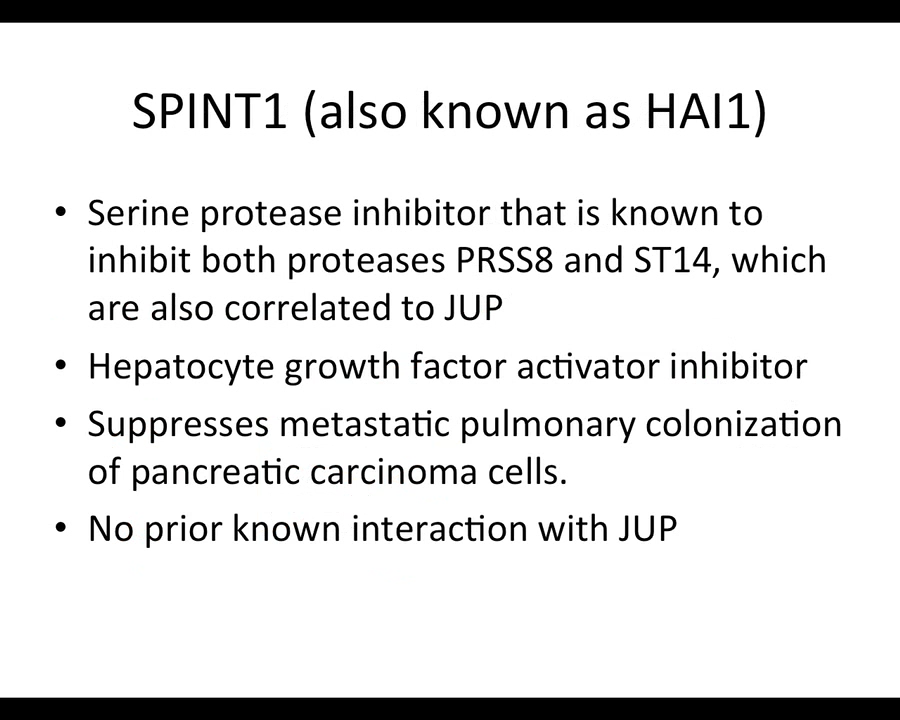 SPINT1 (also known as HAI1)
• Serine protease inhibitor that is known to
inhibit both proteases PRSS8 and ST14, which
are also correlated to JUP
• Hepatocyte growth factor activator inhibitor
• Suppresses metastatic pulmonary colonization
of pancreatic carcinoma cells.
• No prior known interaction with JUP